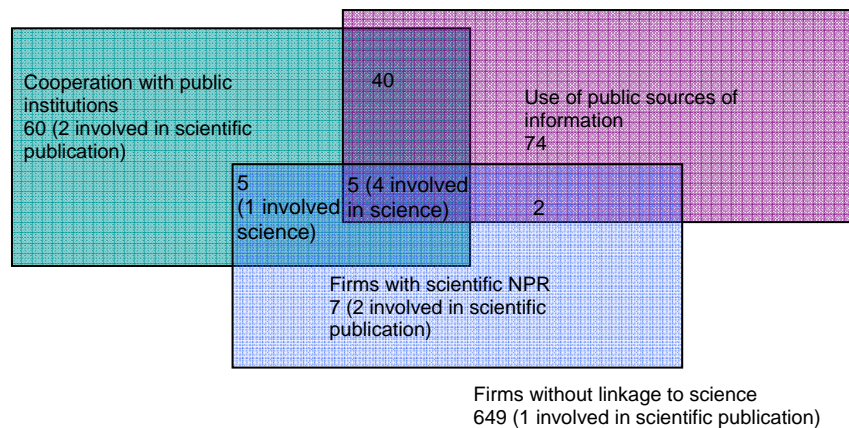 Cooperation with public
institutions
60 (2 involved in scientific
publication)
40
Use of public sources of
information
74
5
(1 involved
science)
5 (4 involved
in science)
2
Firms with scientific NPR
7 (2 involved in scientific
publication)
Firms without linkage to science
649 (1 involved in scientific publication)